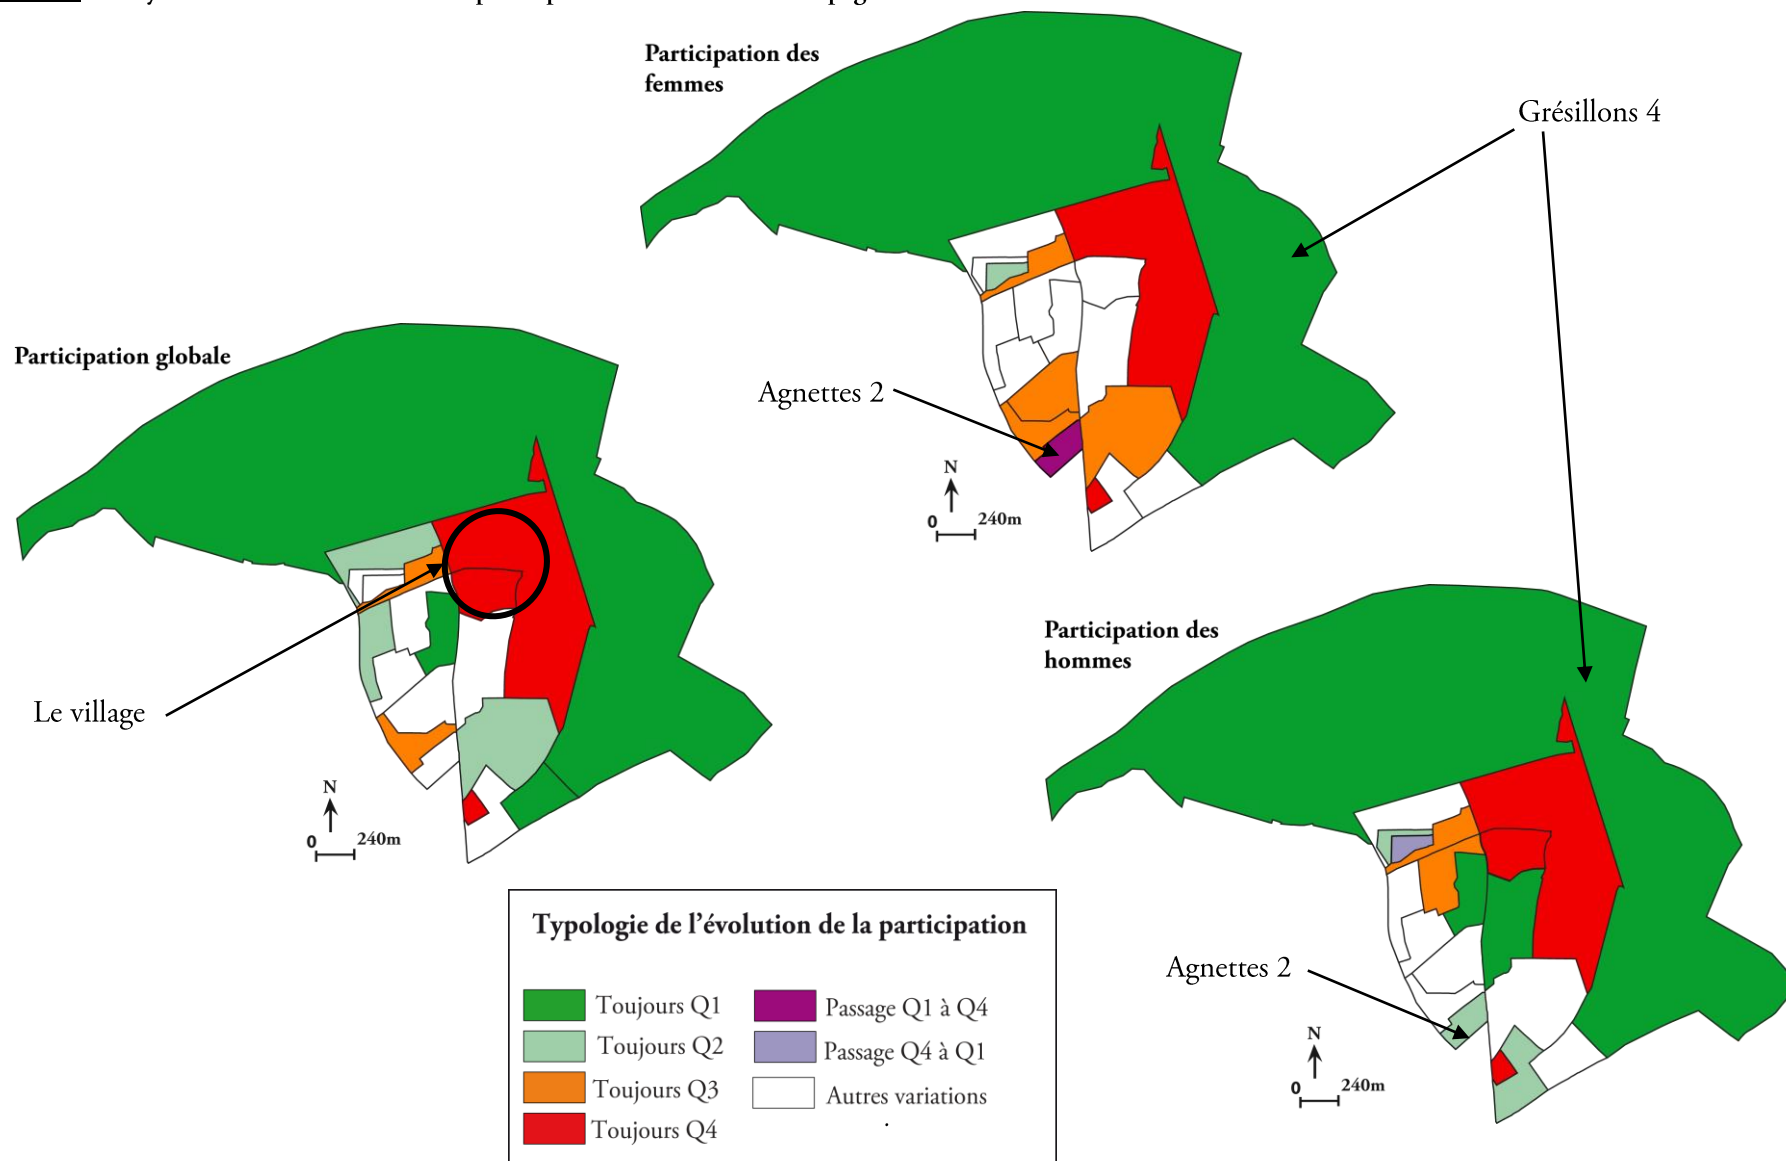 Participation des
femmes
Grésillons 4
Participation globale
Agnettes 2
N
0 240m
Le village
Participation des
hommes
N
0 240m
Agnettes 2
N
0 240m
Typologie de l’évolution de la participation
Toujours Q1
Toujours Q2
Toujours Q3
Toujours Q4
Passage Q1 à Q4
Passage Q4 à Q1
Autres variations